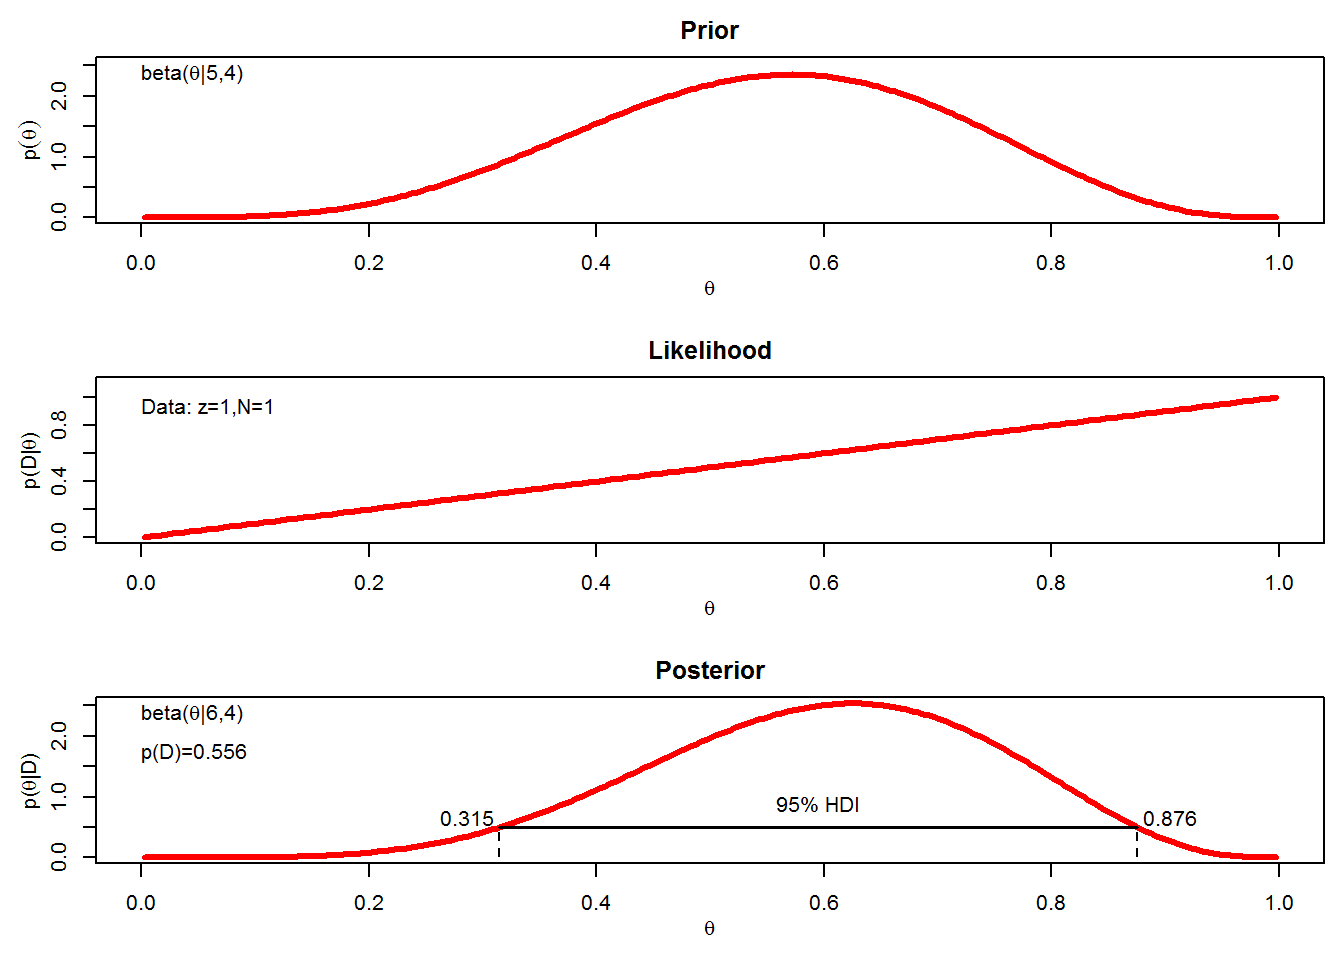 Prior
beta(θ|5,4)
p(θ)
0.0 1.0 2.0
0.0 0.2 0.4 0.6 0.8 1.0
θ
Likelihood
Data: z=1,N=1
p(D|θ)
0.0 0.4 0.8
0.0 0.2 0.4 0.6 0.8 1.0
θ
Posterior
beta(θ|6,4)
p(D)=0.556
p(θ|D)
0.0 1.0 2.0
95% HDI
0.315 0.876
0.0 0.2 0.4 0.6 0.8 1.0
θ